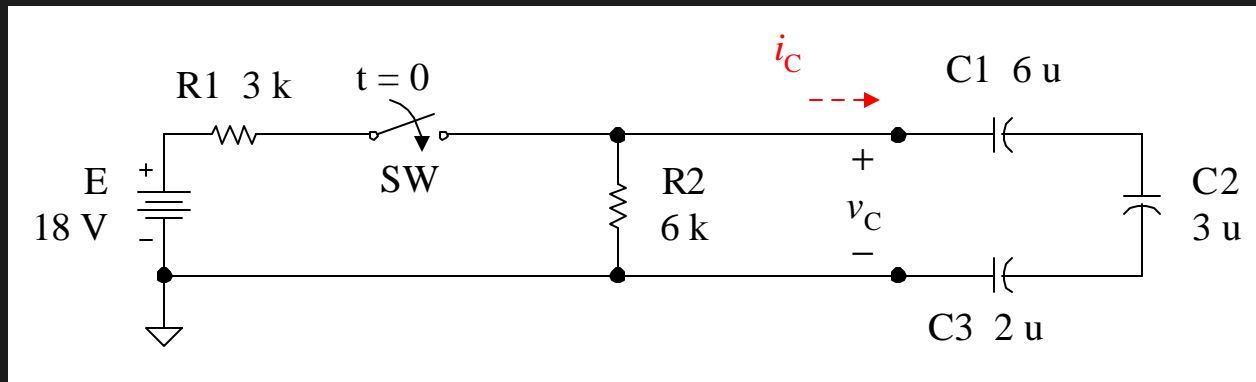 R1 3 k
t = 0
SW
E
18 V
+
−
R2
6 k
iC
+
vC
−
C1 6 u
C2
3 u
C3 2 u